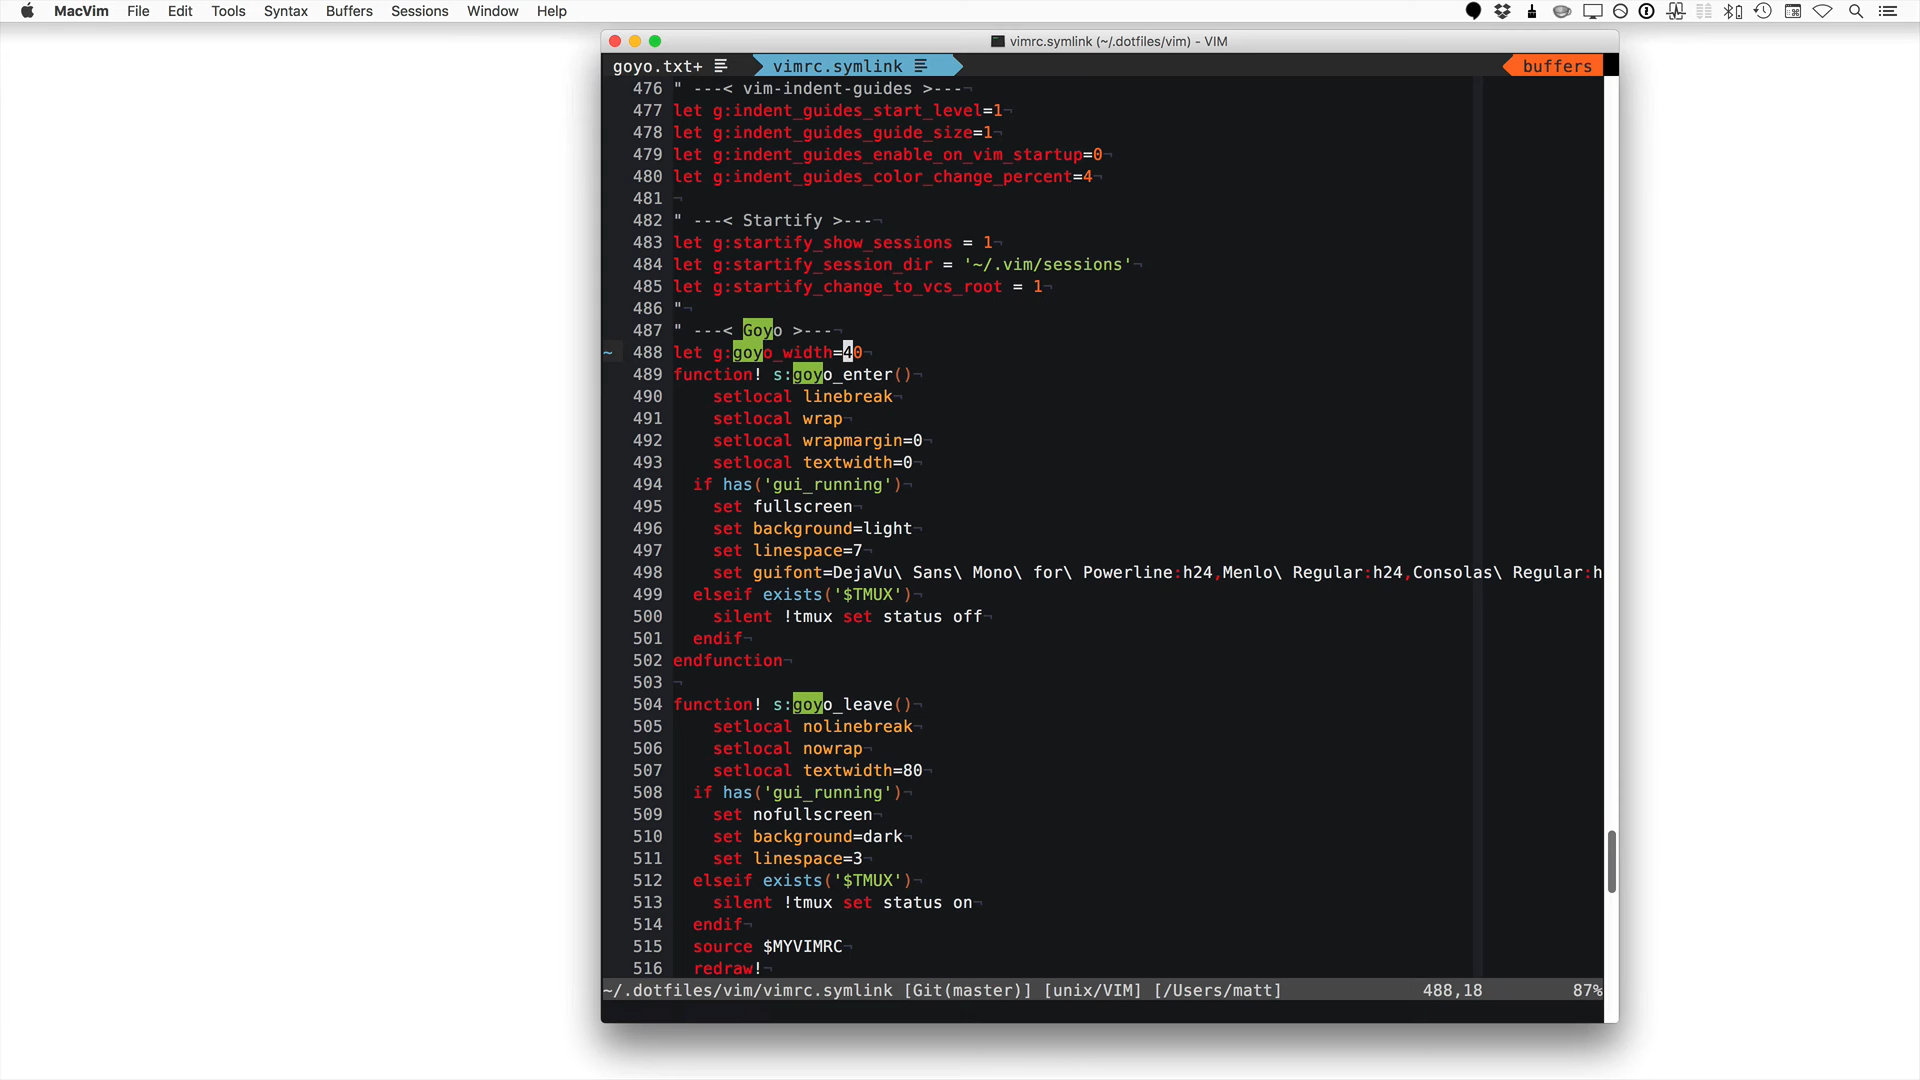 MacVim File Edit Tools Syntax Buffers Sessions Window Help
vimrc.symlink (~/.dotfiles/vim) - VIM
goyo.txt+ vimrc.symlink buffers
476 " ---< vim-indent-guides >---¬
477 let g:indent_guides_start_level=1¬
478 let g:indent_guides_guide_size=1¬
479 let g:indent_guides_enable_on_vim_startup=0¬
480 let g:indent_guides_color_change_percent=4¬
481 ¬
482 " ---< Startify >---¬
483 let g:startify_show_sessions = 1¬
484 let g:startify_session_dir = '~/.vim/sessions'¬
485 let g:startify_change_to_vcs_root = 1¬
486 "¬
487 " ---< Goyo >---¬
~ 488 let g:goyo_width=40¬
489 function! s:goyo_enter()¬
490     setlocal linebreak¬
491     setlocal wrap¬
492     setlocal wrapmargin=0¬
493     setlocal textwidth=0¬
494   if has('gui_running')¬
495     set fullscreen¬
496     set background=light¬
497     set linespace=7¬
498     set guifont=DejaVu\ Sans\ Mono\ for\ Powerline:h24,Menlo\ Regular:h24,Consolas\ Regular:h
499   elseif exists('$TMUX')¬
500     silent !tmux set status off¬
501   endif¬
502 endfunction¬
503 ¬
504 function! s:goyo_leave()¬
505     setlocal nolinebreak¬
506     setlocal nowrap¬
507     setlocal textwidth=80¬
508   if has('gui_running')¬
509     set nofullscreen¬
510     set background=dark¬
511     set linespace=3¬
512   elseif exists('$TMUX')¬
513     silent !tmux set status on¬
514   endif¬
515   source $MYVIMRC¬
516   redraw!¬
~/.dotfiles/vim/vimrc.symlink [Git(master)] [unix/VIM] [/Users/matt] 488,18 87%